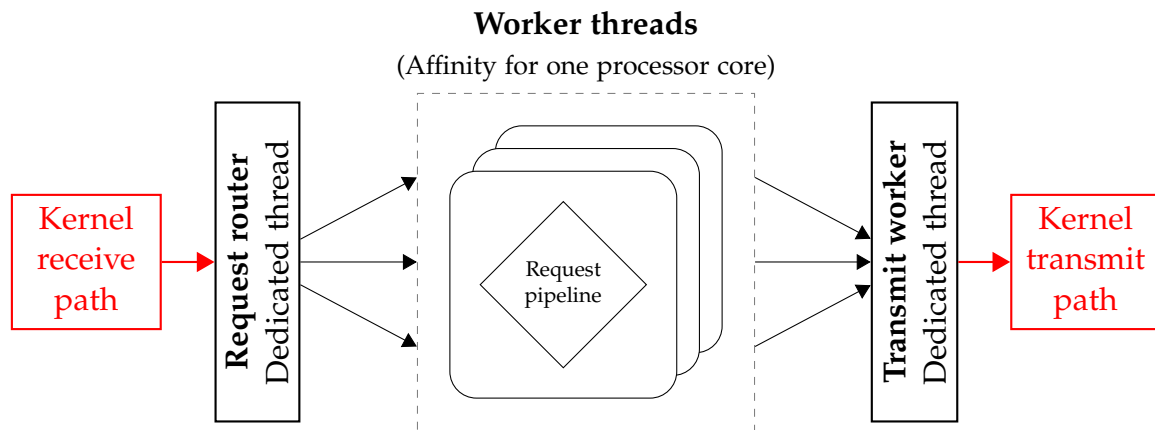 Worker threads
(Affinity for one processor core)
Kernel
receive
path
Request router
Dedicated thread
Request
pipeline
Transmit worker
Dedicated thread
Kernel
transmit
path